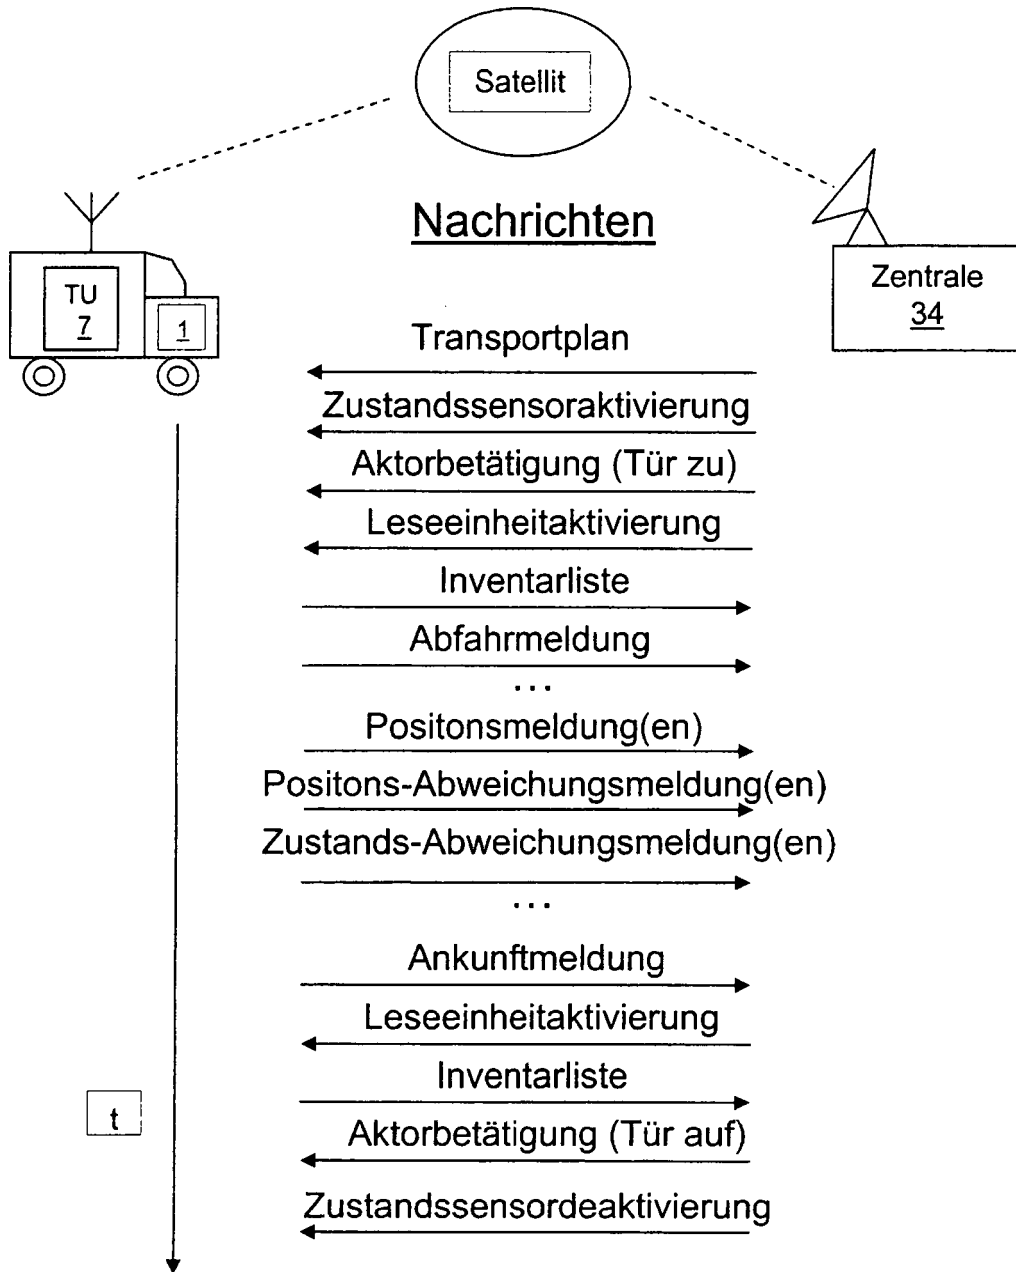 Satellit
Nachrichten
TU
7
1
Zentrale
34
Transportplan
Zustandssensoraktivierung
Aktorbetätigung (Tür zu)
Leseeinheitaktivierung
Inventarliste
Abfahrmeldung
...
Positonsmeldung(en)
Positons-Abweichungsmeldung(en)
Zustands-Abweichungsmeldung(en)
...
Ankunftmeldung
Leseeinheitaktivierung
Inventarliste
t
Aktorbetätigung (Tür auf)
Zustandssensordeaktivierung